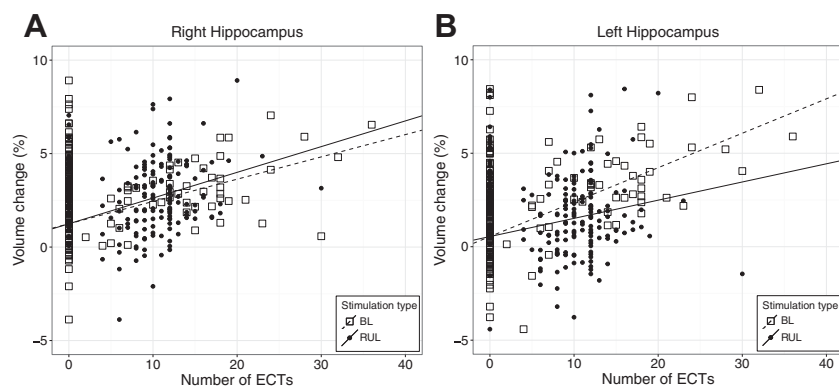 A
Right Hippocampus
Volume change (%)
10
5
0
−5
0
10
20
30
40
Number of ECTs
Stimulation type
BL
RUL
B
Left Hippocampus
Volume change (%)
10
5
0
−5
0
10
20
30
40
Number of ECTs
Stimulation type
BL
RUL